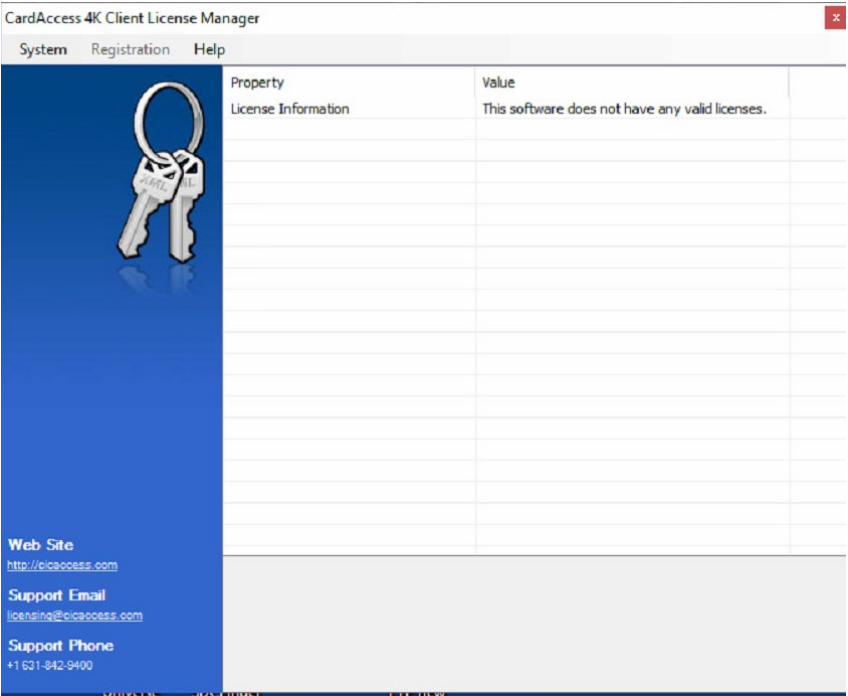 CardAccess 4K Client License Manager
x
System Registration Help
Property Value
License Information This software does not have any valid licenses.
XML
Web Site
http://cicaccess.com
Support Email
licensing@cicaccess.com
Support Phone
+1 631-842-9400